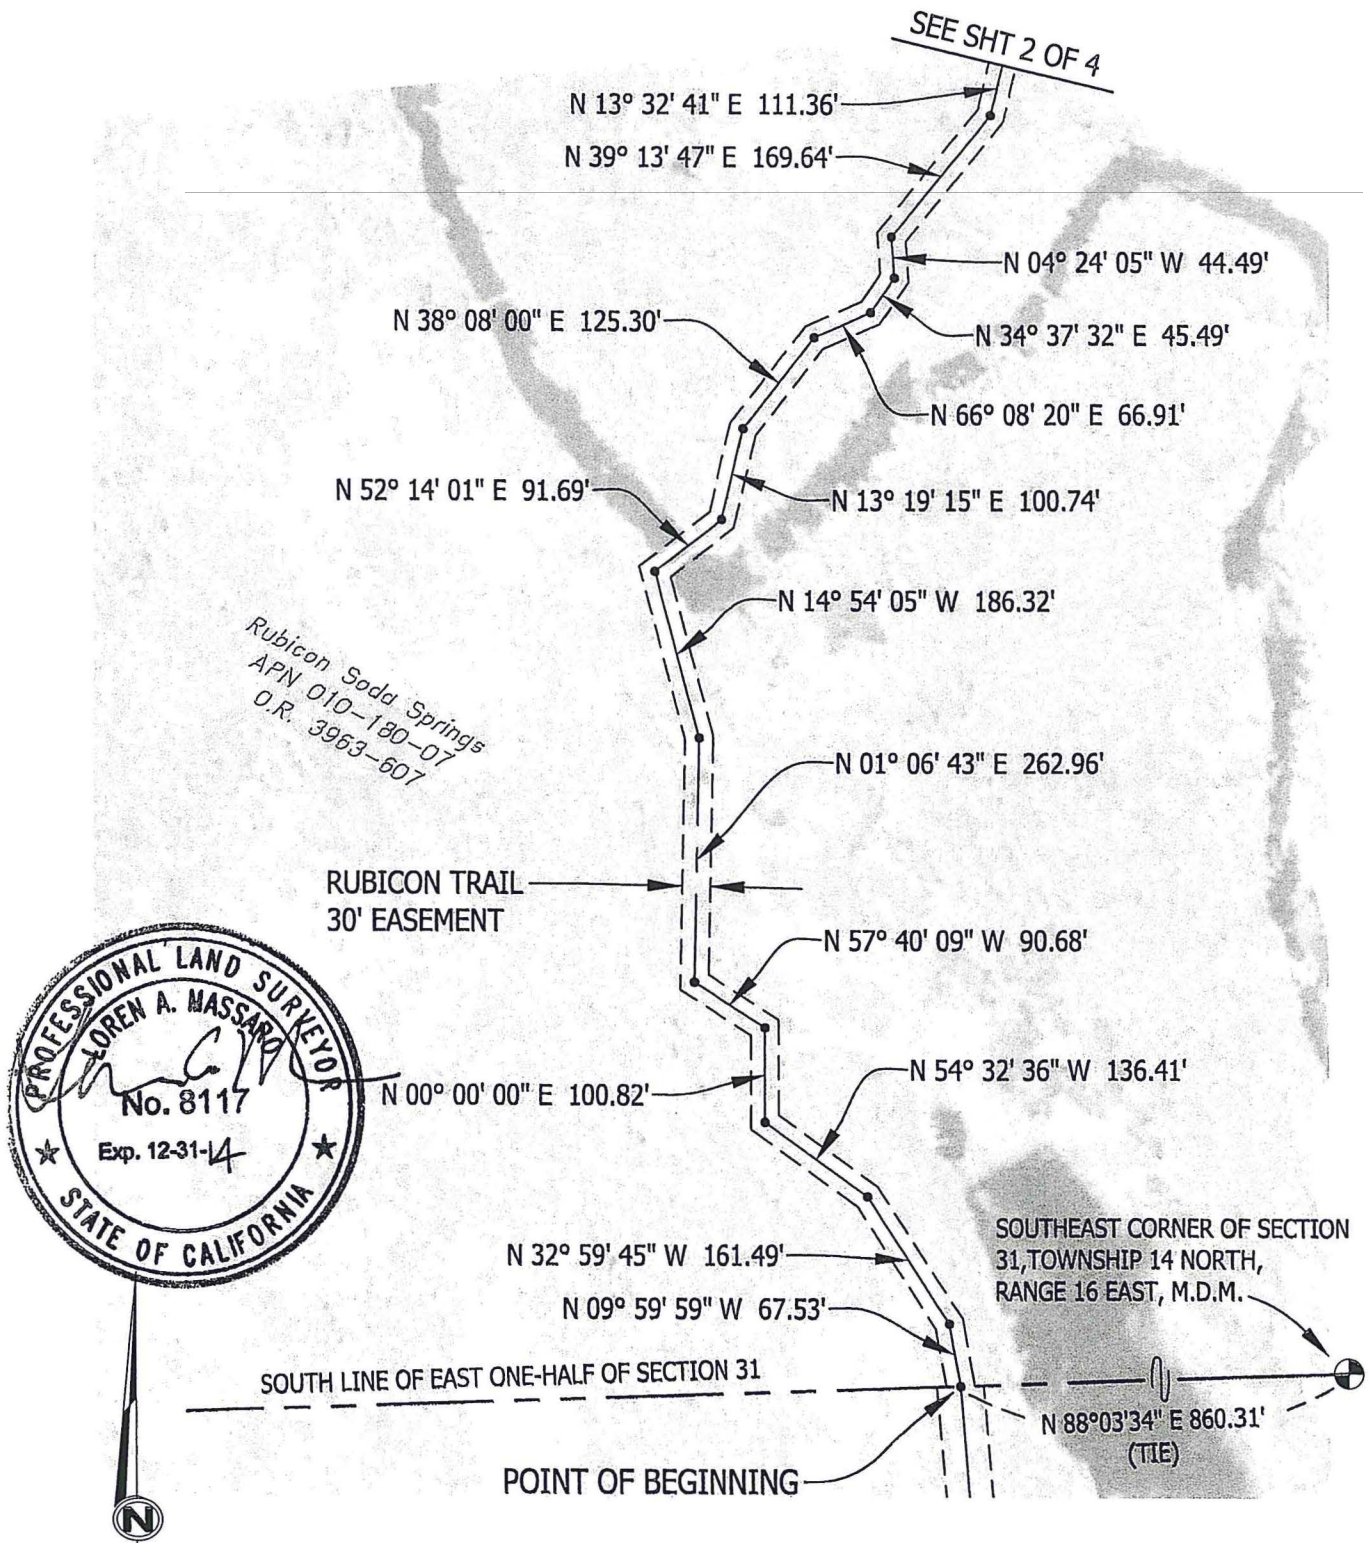 SEE SHT 2 OF 4
N 13° 32' 41" E 111.36'
N 39° 13' 47" E 169.64'
N 04° 24' 05" W 44.49'
N 38° 08' 00" E 125.30'
N 34° 37' 32" E 45.49'
N 66° 08' 20" E 66.91'
N 52° 14' 01" E 91.69'
N 13° 19' 15" E 100.74'
N 14° 54' 05" W 186.32'
Rubicon Soda Springs
APN 010-180-07
O.R. 3963-607
N 01° 06' 43" E 262.96'
RUBICON TRAIL
30' EASEMENT
N 57° 40' 09" W 90.68'
PROFESSIONAL LAND SURVEYOR
LOREN A. MASSARO
No. 8117
Exp. 12-31-14
STATE OF CALIFORNIA
N 00° 00' 00" E 100.82'
N 54° 32' 36" W 136.41'
SOUTHEAST CORNER OF SECTION
31,TOWNSHIP 14 NORTH,
RANGE 16 EAST, M.D.M.
N 32° 59' 45" W 161.49'
N 09° 59' 59" W 67.53'
SOUTH LINE OF EAST ONE-HALF OF SECTION 31
N 88°03'34" E 860.31'
(TIE)
POINT OF BEGINNING
N